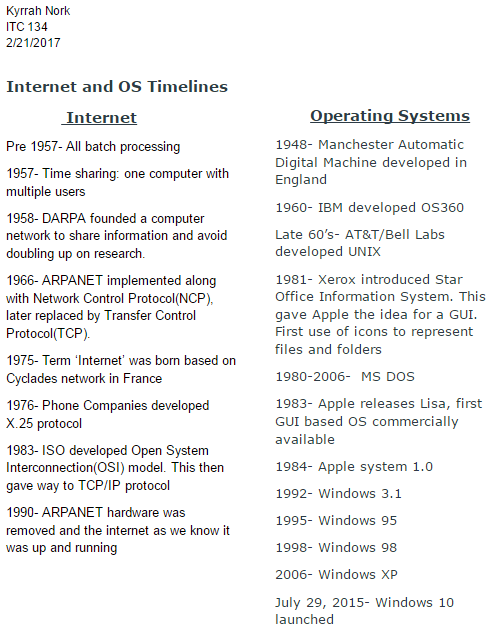 Kyrrah Nork
ITC 134
2/21/2017
Internet and OS Timelines
Internet
Pre 1957- All batch processing
1957- Time sharing: one computer with
multiple users
1958- DARPA founded a computer
network to share information and avoid
doubling up on research.
1966- ARPANET implemented along
with Network Control Protocol(NCP),
later replaced by Transfer Control
Protocol(TCP).
1975- Term ‘Internet’ was born based on
Cyclades network in France
1976- Phone Companies developed
X.25 protocol
1983- ISO developed Open System
Interconnection(OSI) model. This then
gave way to TCP/IP protocol
1990- ARPANET hardware was
removed and the internet as we know it
was up and running
Operating Systems
1948- Manchester Automatic
Digital Machine developed in
England
1960- IBM developed OS360
Late 60’s- AT&T/Bell Labs
developed UNIX
1981- Xerox introduced Star
Office Information System. This
gave Apple the idea for a GUI.
First use of icons to represent
files and folders
1980-2006- MS DOS
1983- Apple releases Lisa, first
GUI based OS commercially
available
1984- Apple system 1.0
1992- Windows 3.1
1995- Windows 95
1998- Windows 98
2006- Windows XP
July 29, 2015- Windows 10
launched